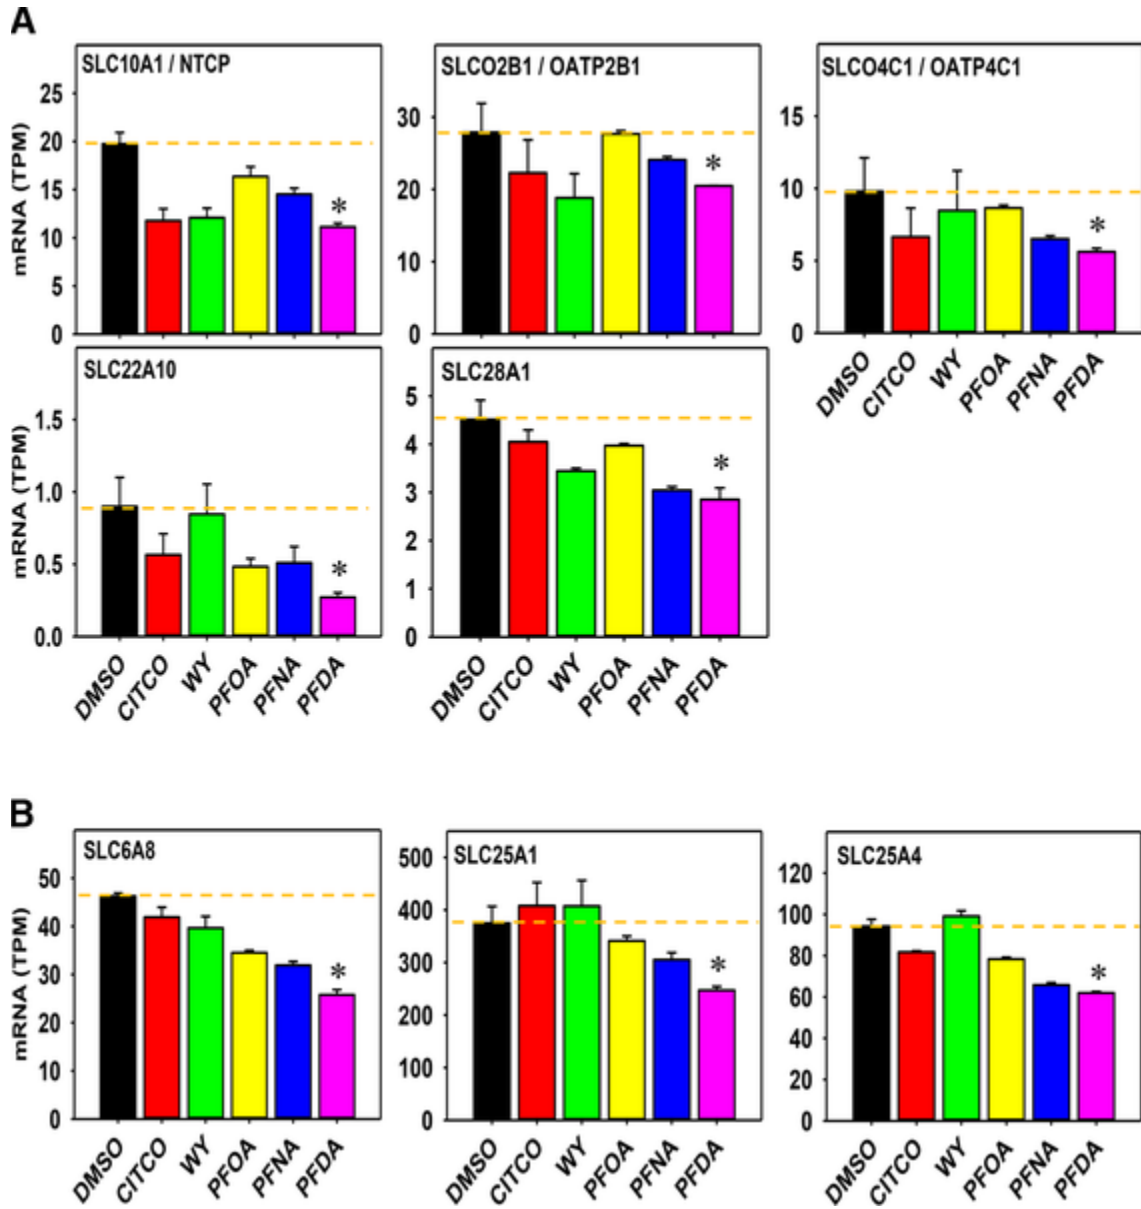 A
SLC10A1 / NTCP
mRNA (TPM)
25
20
15
10
5
0
*
SLCO2B1 / OATP2B1
30
20
10
0
*
SLCO4C1 / OATP4C1
15
10
5
0
*
DMSO
CITCO
WY
PFOA
PFNA
PFDA
SLC22A10
mRNA (TPM)
1.5
1.0
0.5
0.0
*
DMSO
CITCO
WY
PFOA
PFNA
PFDA
SLC28A1
5
4
3
2
1
0
*
DMSO
CITCO
WY
PFOA
PFNA
PFDA
B
SLC6A8
mRNA (TPM)
50
40
30
20
10
0
*
DMSO
CITCO
WY
PFOA
PFNA
PFDA
SLC25A1
500
400
300
200
100
0
*
DMSO
CITCO
WY
PFOA
PFNA
PFDA
SLC25A4
120
100
80
60
40
20
0
*
DMSO
CITCO
WY
PFOA
PFNA
PFDA